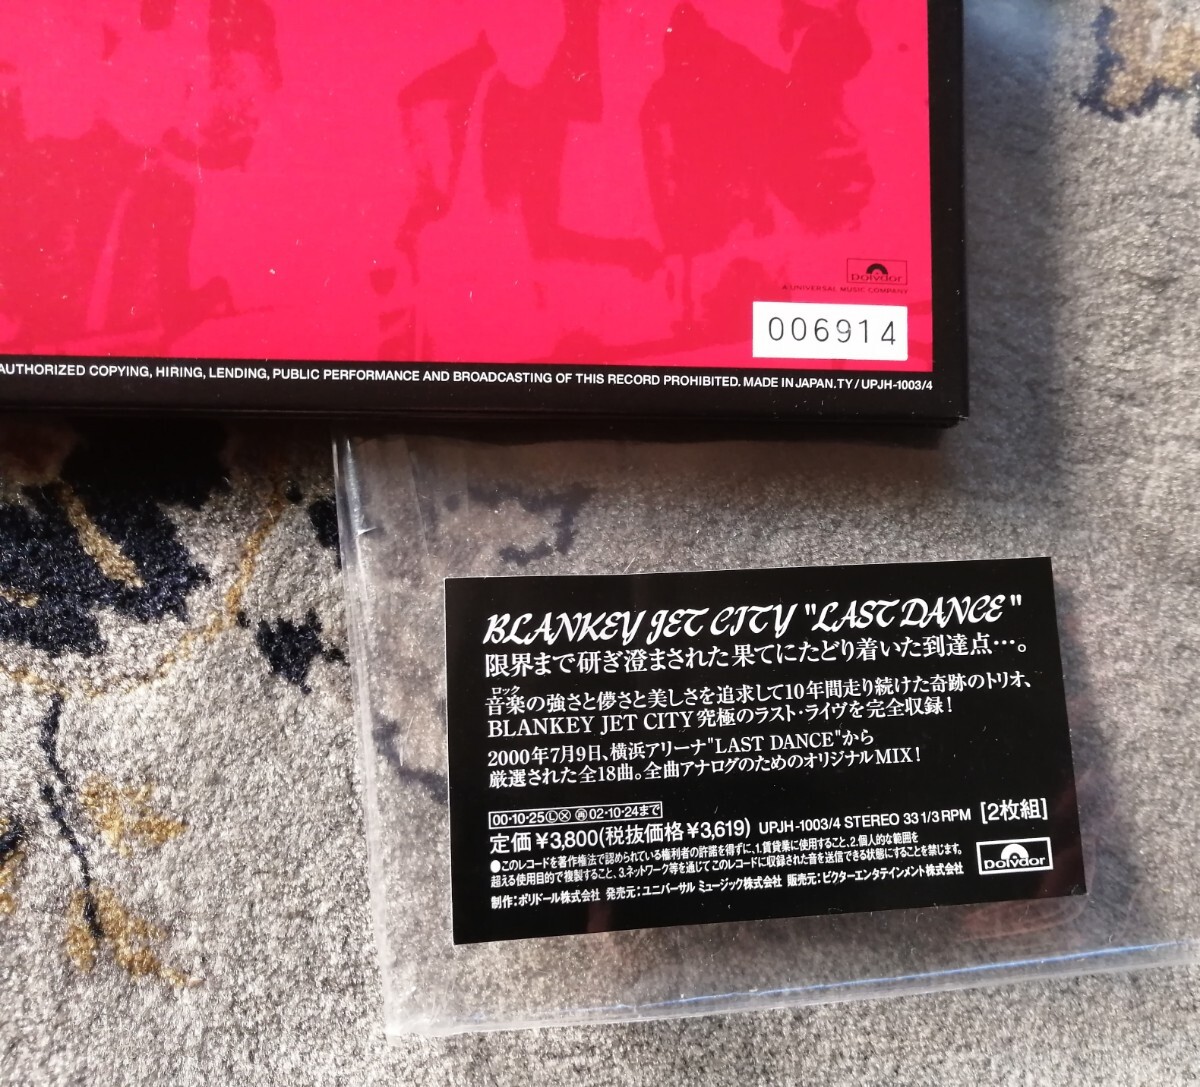 Polydor
A UNIVERSAL MUSIC COMPANY
006914
AUTHORIZED COPYING, HIRING, LENDING, PUBLIC PERFORMANCE AND BROADCASTING OF THIS RECORD PROHIBITED. MADE IN JAPAN.TY / UPJH-1003/4
BLANKEY JET CITY "LAST DANCE"
限界まで研ぎ澄まされた果てにたどり着いた到達点…。
ロック
音楽の強さと儚さと美しさを追求して10年間走り続けた奇跡のトリオ、
BLANKEY JET CITY究極のラスト・ライヴを完全収録!
2000年7月9日、横浜アリーナ"LAST DANCE"から
厳選された全18曲。全曲アナログのためのオリジナルMIX!
00・10・25ⓁⓍ ㊢02・10・24まで
定価¥3,800(税抜価格¥3,619) UPJH-1003/4 STEREO 33 1/3 RPM [2枚組]
●このレコードを著作権法で認められている権利者の許諾を得ずに、1.賃貸業に使用すること、2.個人的な範囲を
超える使用目的で複製すること、3.ネットワーク等を通じてこのレコードに収録された音を送信できる状態にすることを禁じます。
制作:ポリドール株式会社 発売元:ユニバーサル ミュージック株式会社 販売元:ビクターエンタテインメント株式会社
Polydor